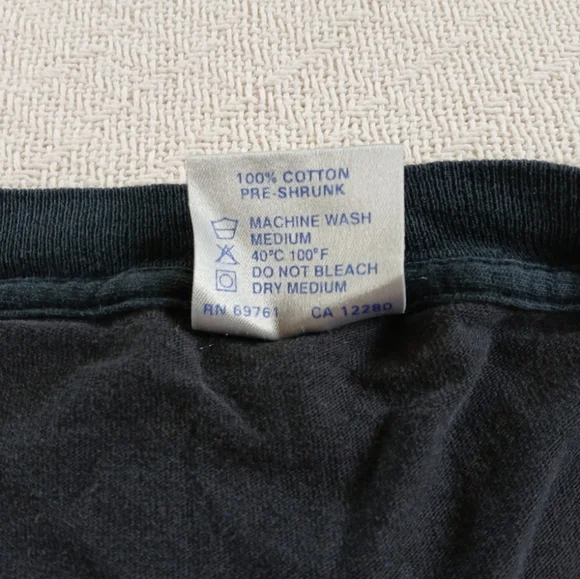 100% COTTON
PRE-SHRUNK
MACHINE WASH
MEDIUM
40°C 100°F
DO NOT BLEACH
DRY MEDIUM
RN 69761 CA 12280